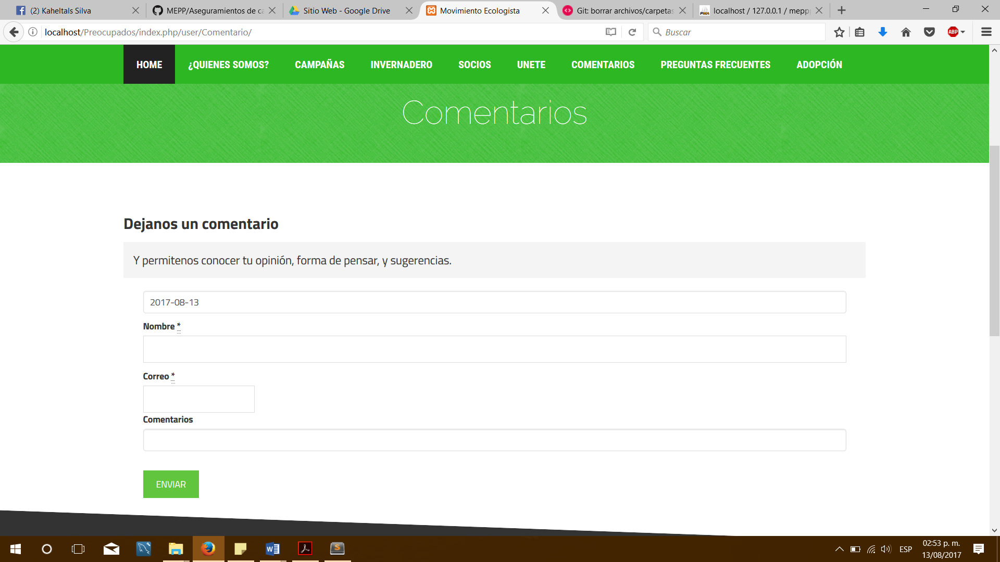 (2) Kaheltals Silva
MEPP/Aseguramientos de ca
Sitio Web - Google Drive
Movimiento Ecologista
Git: borrar archivos/carpetas
localhost / 127.0.0.1 / mepp
localhost/Preocupados/index.php/user/Comentario/
Buscar
ABP
HOME
¿QUIENES SOMOS?
CAMPAÑAS
INVERNADERO
SOCIOS
UNETE
COMENTARIOS
PREGUNTAS FRECUENTES
ADOPCIÓN
Comentarios
Dejanos un comentario
Y permitenos conocer tu opinión, forma de pensar, y sugerencias.
2017-08-13
Nombre *
Correo *
Comentarios
ENVIAR
ESP
02:53 p. m.
13/08/2017